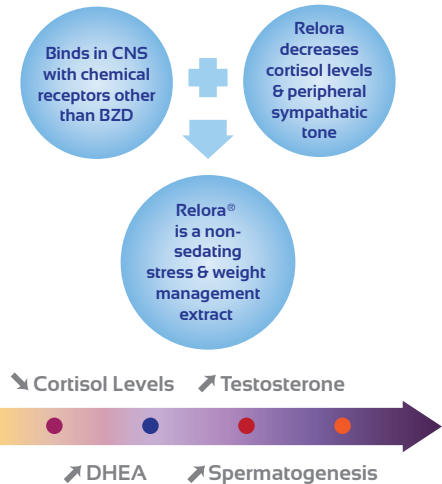 Binds in CNS
with chemical
receptors other
than BZD
Relora
decreases
cortisol levels
& peripheral
sympathatic
tone
Relora®
is a non-
sedating
stress & weight
management
extract
Cortisol Levels
Testosterone
DHEA
Spermatogenesis